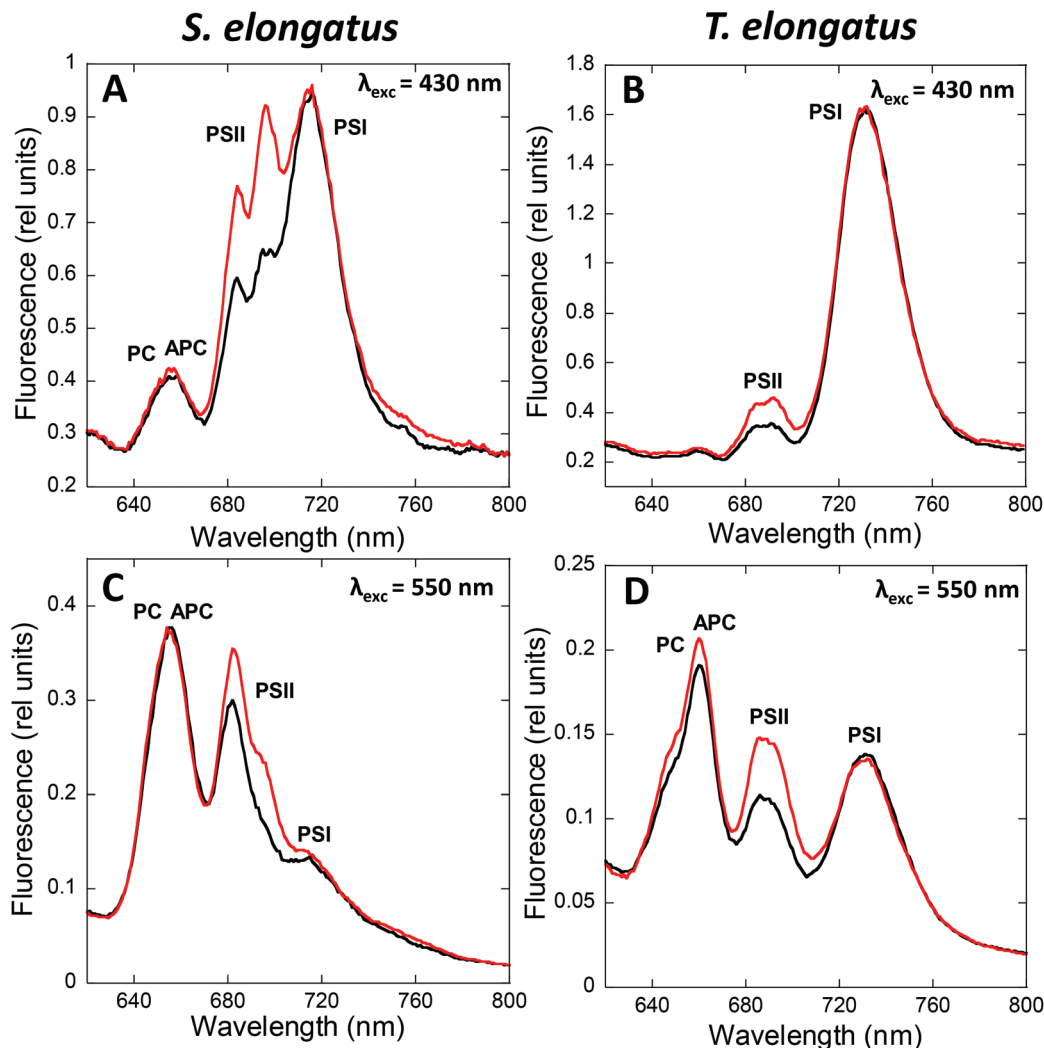 S. elongatus
T. elongatus
A
λexc = 430 nm
PSII
PSI
PC APC
1
0.9
0.8
0.7
0.6
0.5
0.4
0.3
0.2
640 680 720 760 800
Fluorescence (rel units)
Wavelength (nm)
B
λexc = 430 nm
PSI
PSII
1.8
1.6
1.4
1.2
1
0.8
0.6
0.4
0.2
640 680 720 760 800
Fluorescence (rel units)
Wavelength (nm)
C
λexc = 550 nm
PC APC
PSII
PSI
0.4
0.3
0.2
0.1
0
640 680 720 760 800
Fluorescence (rel units)
Wavelength (nm)
D
λexc = 550 nm
APC
PC
PSII
PSI
0.25
0.2
0.15
0.1
0.05
0
640 680 720 760 800
Fluorescence (rel units)
Wavelength (nm)